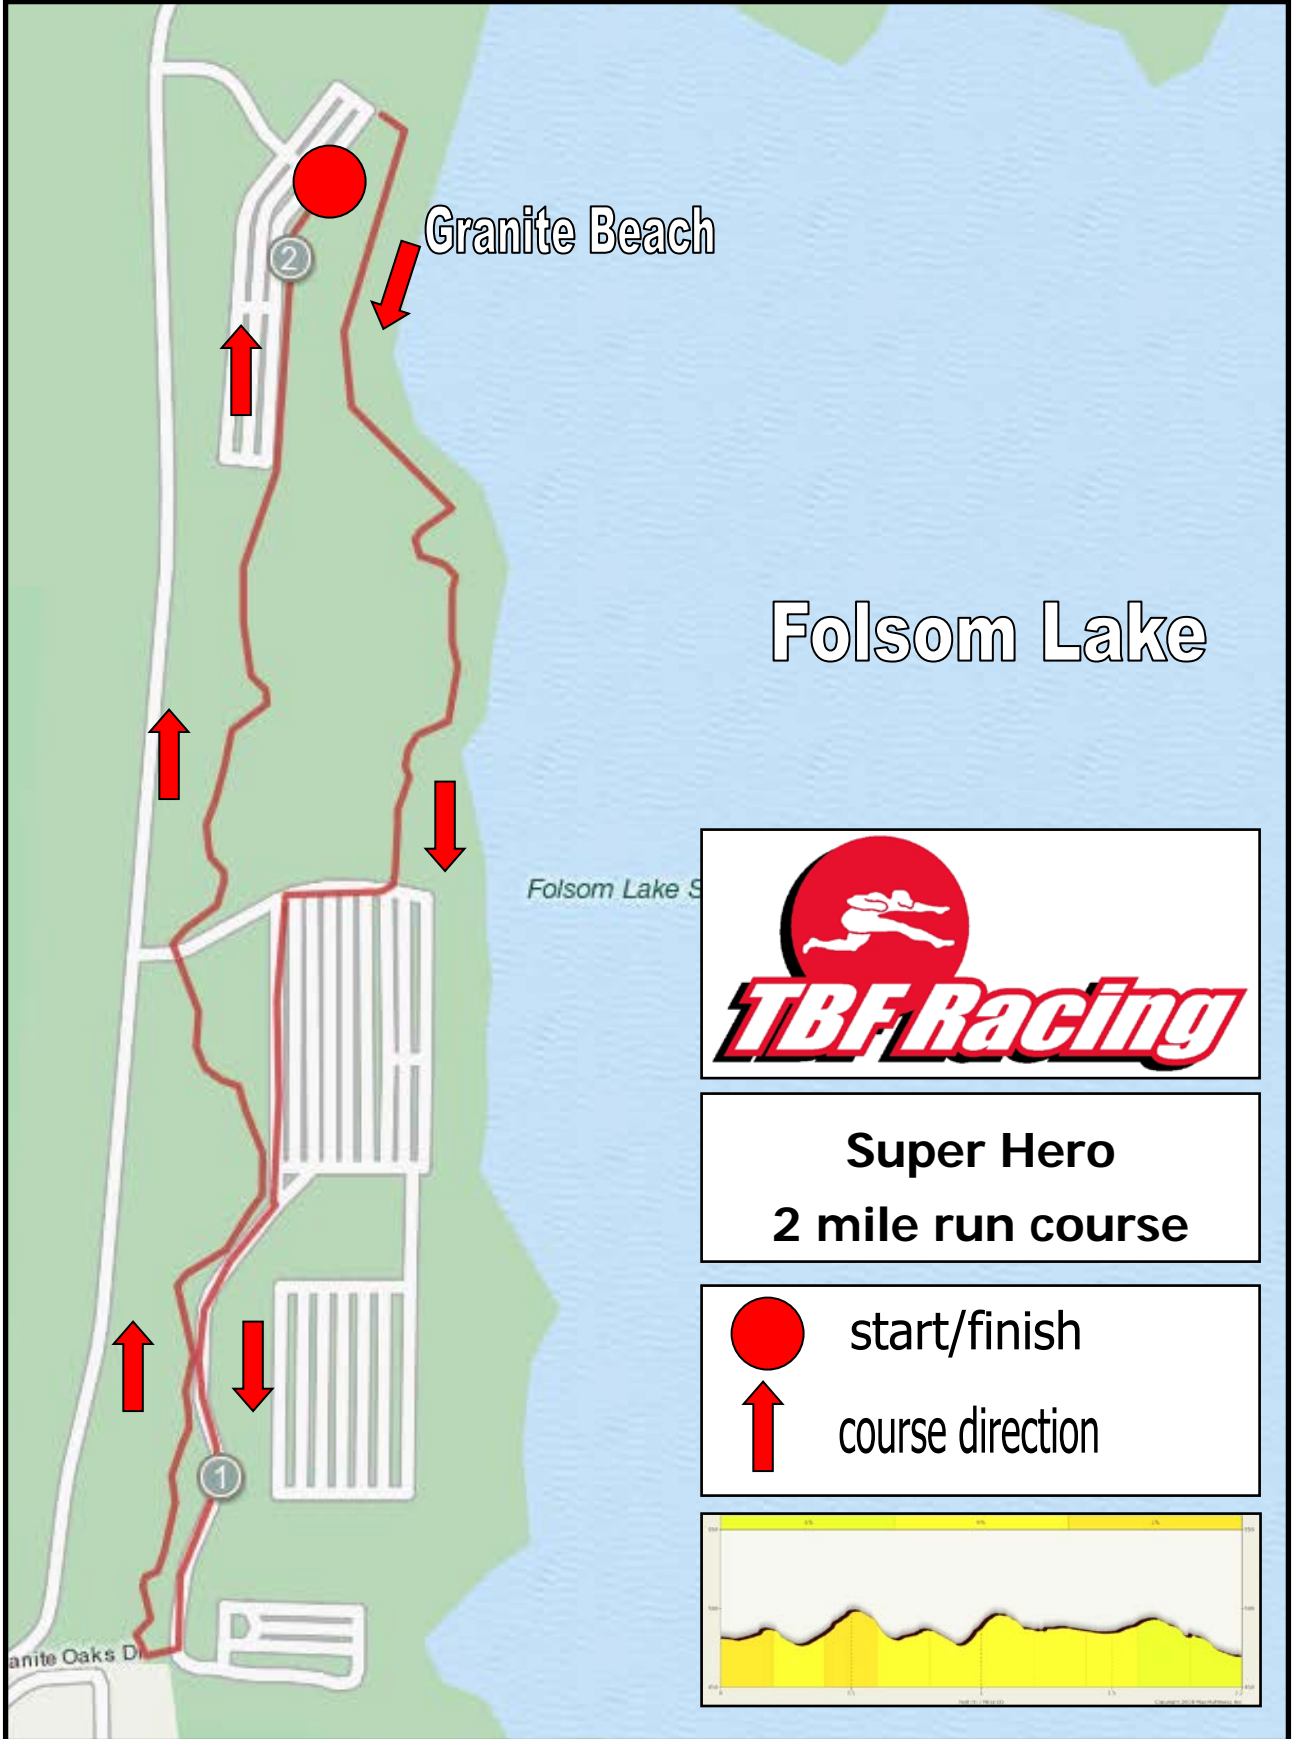 2
Granite Beach
Folsom Lake
Folsom Lake S
TBF Racing
Super Hero
2 mile run course
start/finish
course direction
1
anite Oaks Dr